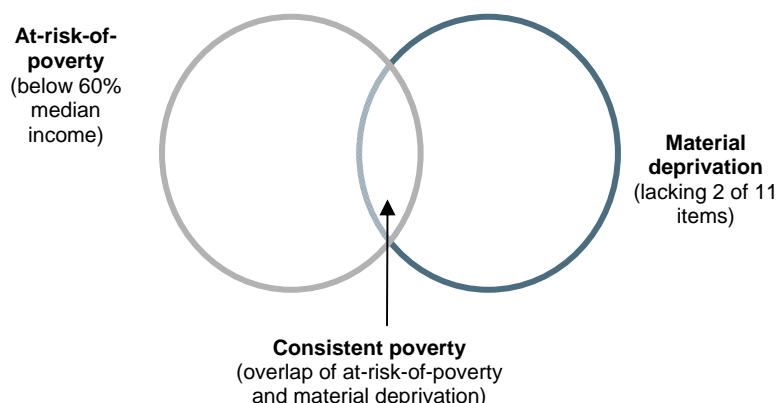 At-risk-of-
poverty
(below 60%
median
income)
Material
deprivation
(lacking 2 of 11
items)
Consistent poverty
(overlap of at-risk-of-poverty
and material deprivation)